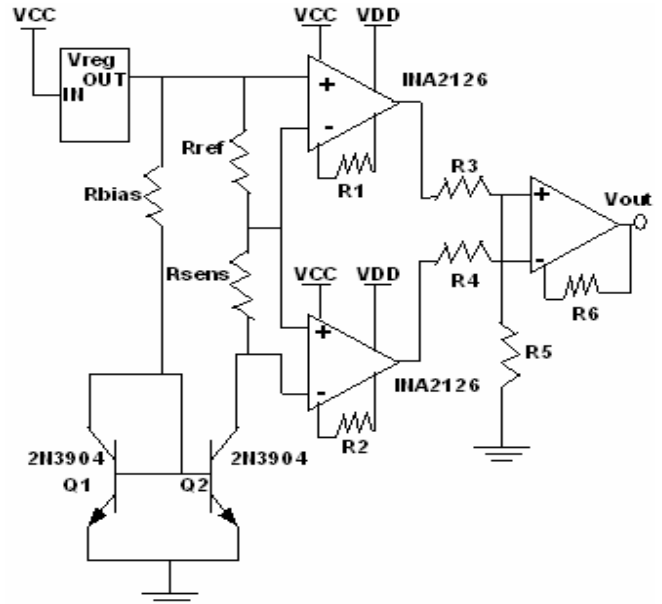 VCC
VCC
VDD
Vreg
OUT
IN
INA2126
+
-
R1
Rref
Rbias
R3
Vout
+
-
Rsens
VCC
VDD
R4
R6
+
-
R5
INA2126
R2
2N3904
2N3904
Q1
Q2